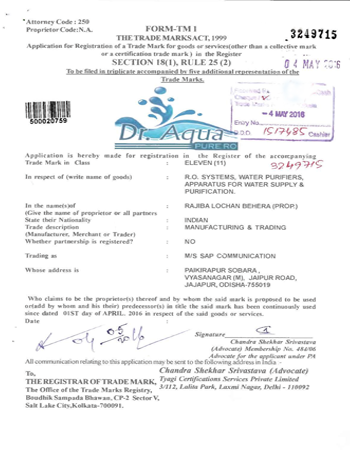 *Attorney Code : 250
Proprietor Code:N.A.
FORM-TM 1
THE TRADE MARKS ACT, 1999
3249715
Application for Registration of a Trade Mark for goods or services(other than a collective mark
or a certification trade mark ) in the Register
SECTION 18(1), RULE 25 (2)
04 MAY 2016
To be filed in triplicate accompanied by five additional representation of the
Trade Marks.
500020759
Dr. Aqua
PURE RO
- 4 MAY 2016
1517485 Cashier
Application is hereby made for registration in the Register of the accompanying
Trade Mark in Class : ELEVEN (11) 3249715
In respect of (write name of goods) : R.O. SYSTEMS, WATER PURIFIERS,
APPARATUS FOR WATER SUPPLY &
PURIFICATION.
In the name(s)of : RAJIBA LOCHAN BEHERA (PROP.)
(Give the name of proprietor or all partners
State their Nationality : INDIAN
Trade description : MANUFACTURING & TRADING
(Manufacturer, Merchant or Trader)
Whether partnership is registered? : NO
Trading as : M/S SAP COMMUNICATION
Whose address is : PAIKIRAPUR SOBARA,
VYASANAGAR (M), JAIPUR ROAD,
JAJAPUR, ODISHA-755019
Who claims to be the proprietor(s) thereof and by whom the said mark is proposed to be used
or(add by whom and his their) predecessor(s) in title the said mark has been continuously used
since dated 01ST day of APRIL. 2016 in respect of the said goods or services.
Date :
04/05/2016
Signature
Chandra Shekhar Srivastava
(Advocate) Membership No. 484/06
Advocate for the applicant under PA
All communication relating to this application may be sent to the following address in India :-
To,
THE REGISTRAR OF TRADE MARK,
The Office of the Trade Marks Registry,
Boudhik Sampada Bhawan, CP-2 Sector V,
Salt Lake City,Kolkata-700091.
Chandra Shekhar Srivastava (Advocate)
Tyagi Certifications Services Private Limited
3/112, Lalita Park, Laxmi Nagar, Delhi - 110092